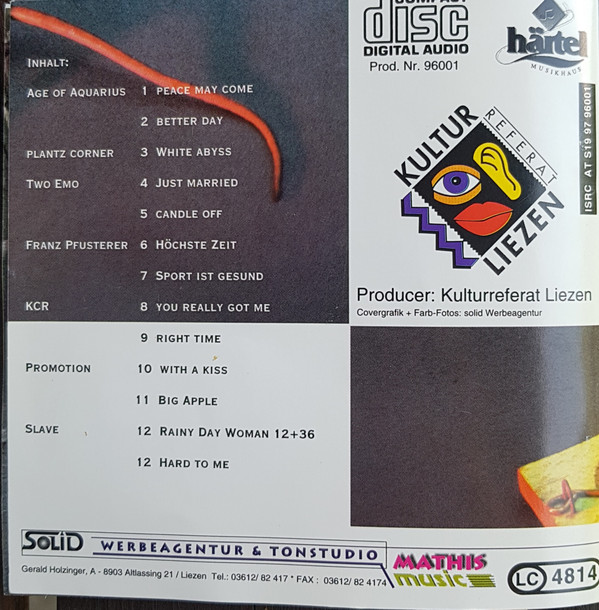 INHALT:
AGE OF AQUARIUS 1 PEACE MAY COME
2 BETTER DAY
PLANTZ CORNER 3 WHITE ABYSS
TWO EMO 4 JUST MARRIED
5 CANDLE OFF
FRANZ PFUSTERER 6 HÖCHSTE ZEIT
7 SPORT IST GESUND
KCR 8 YOU REALLY GOT ME
9 RIGHT TIME
PROMOTION 10 WITH A KISS
11 BIG APPLE
SLAVE 12 RAINY DAY WOMAN 12+36
12 HARD TO ME
COMPACT
disc
DIGITAL AUDIO
Prod. Nr. 96001
härtel
MUSIKHAUS
ISRC AT S19 97 96001
KULTUR
REFERAT
LIEZEN
Producer: Kulturreferat Liezen
Covergrafik + Farb-Fotos: solid Werbeagentur
SOLID WERBEAGENTUR & TONSTUDIO
Gerald Holzinger, A - 8903 Altlassing 21 / Liezen Tel.: 03612/ 82 417 * FAX : 03612/ 82 4174
MATHIS
music
LC 4814